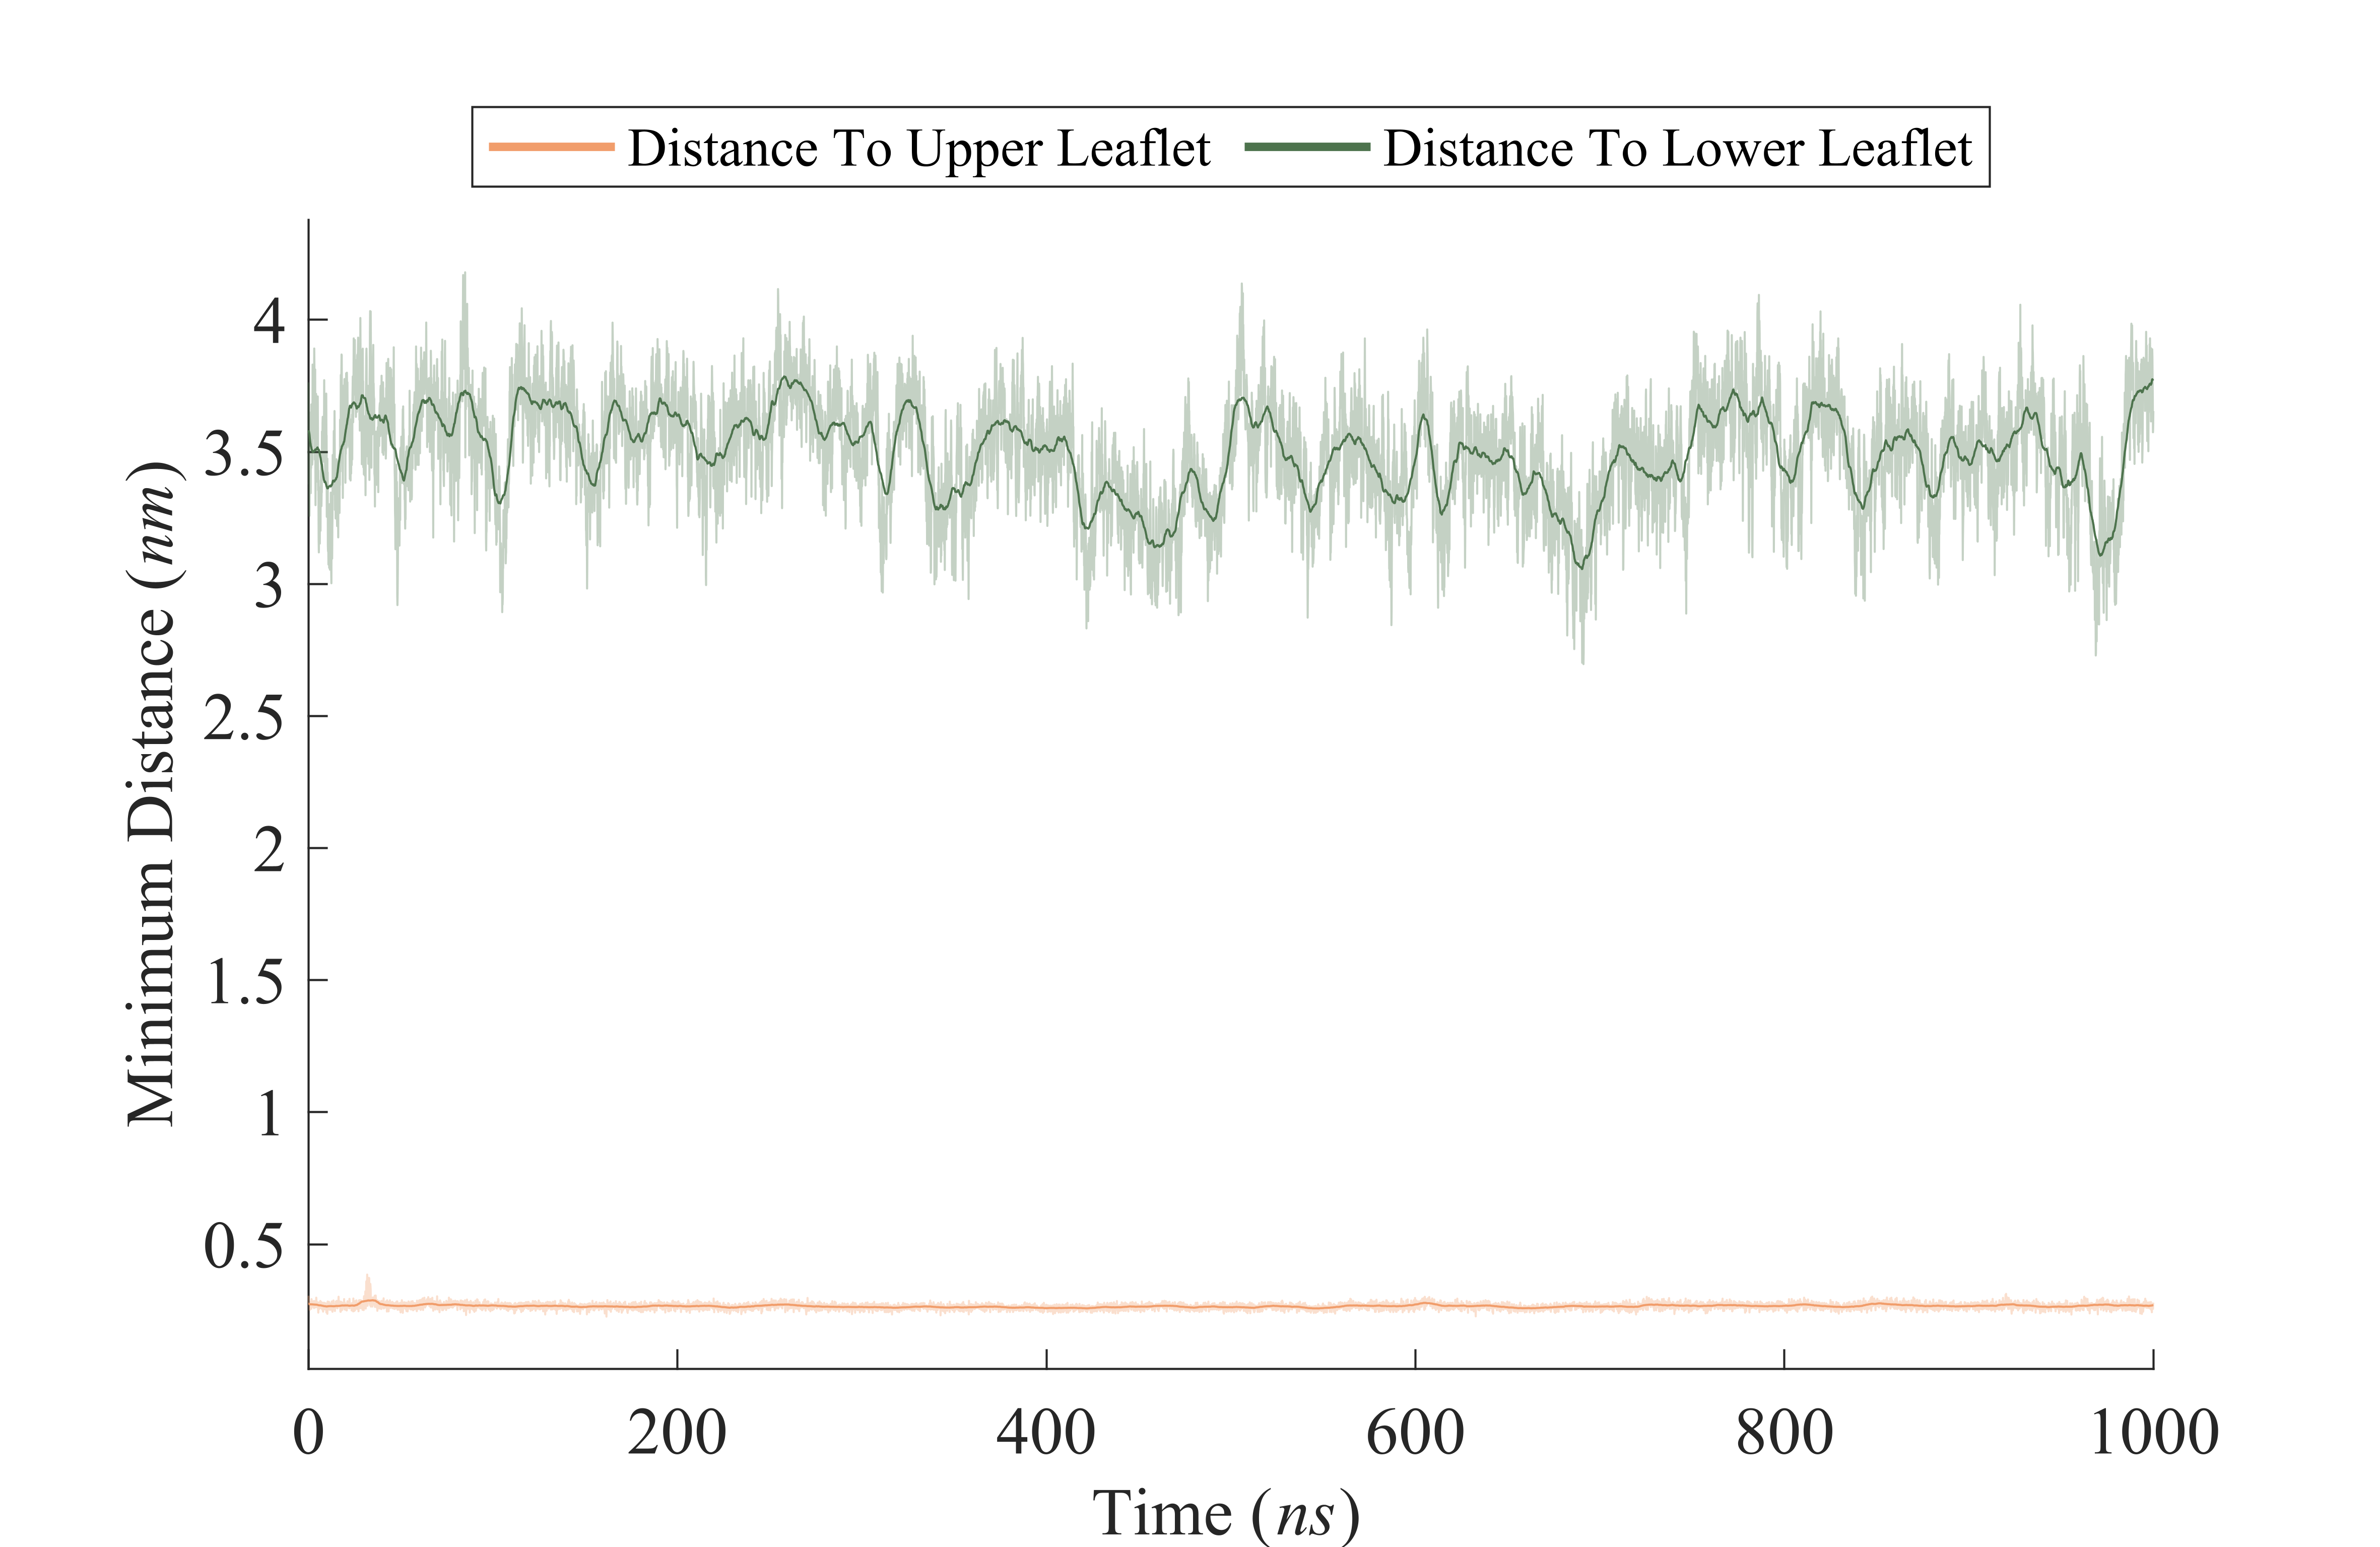 Distance To Upper Leaflet Distance To Lower Leaflet
Minimum Distance (nm)
4
3.5
3
2.5
2
1.5
1
0.5
0 200 400 600 800 1000
Time (ns)